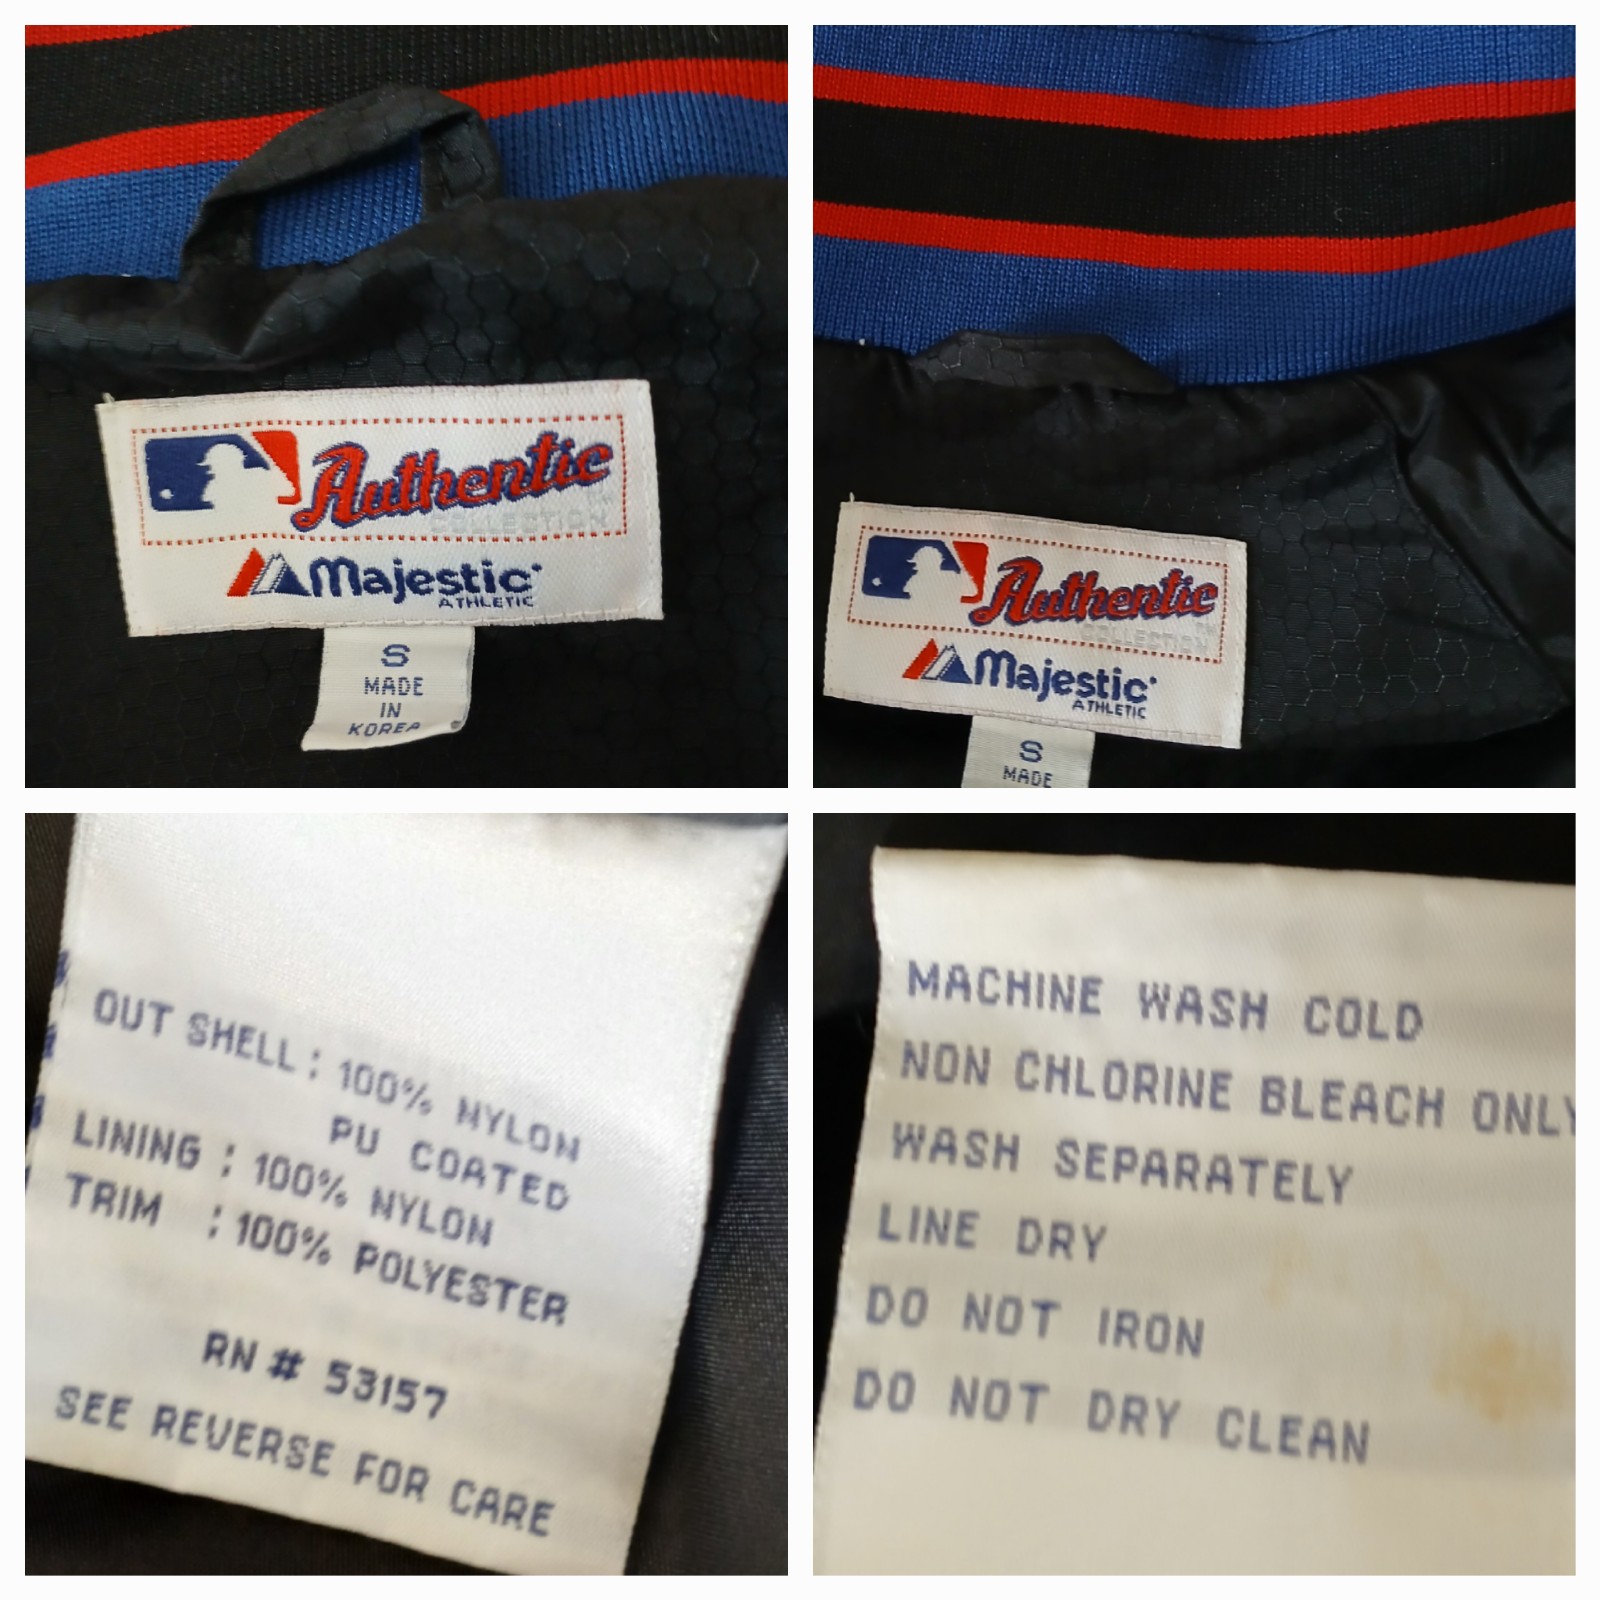 Authentic
COLLECTION
Majestic
ATHLETIC
S
MADE
IN
KOREA
Authentic
COLLECTION
Majestic
ATHLETIC
S
MADE
OUT SHELL : 100% NYLON
PU COATED
LINING : 100% NYLON
TRIM : 100% POLYESTER
RN # 53157
SEE REVERSE FOR CARE
MACHINE WASH COLD
NON CHLORINE BLEACH ONLY
WASH SEPARATELY
LINE DRY
DO NOT IRON
DO NOT DRY CLEAN